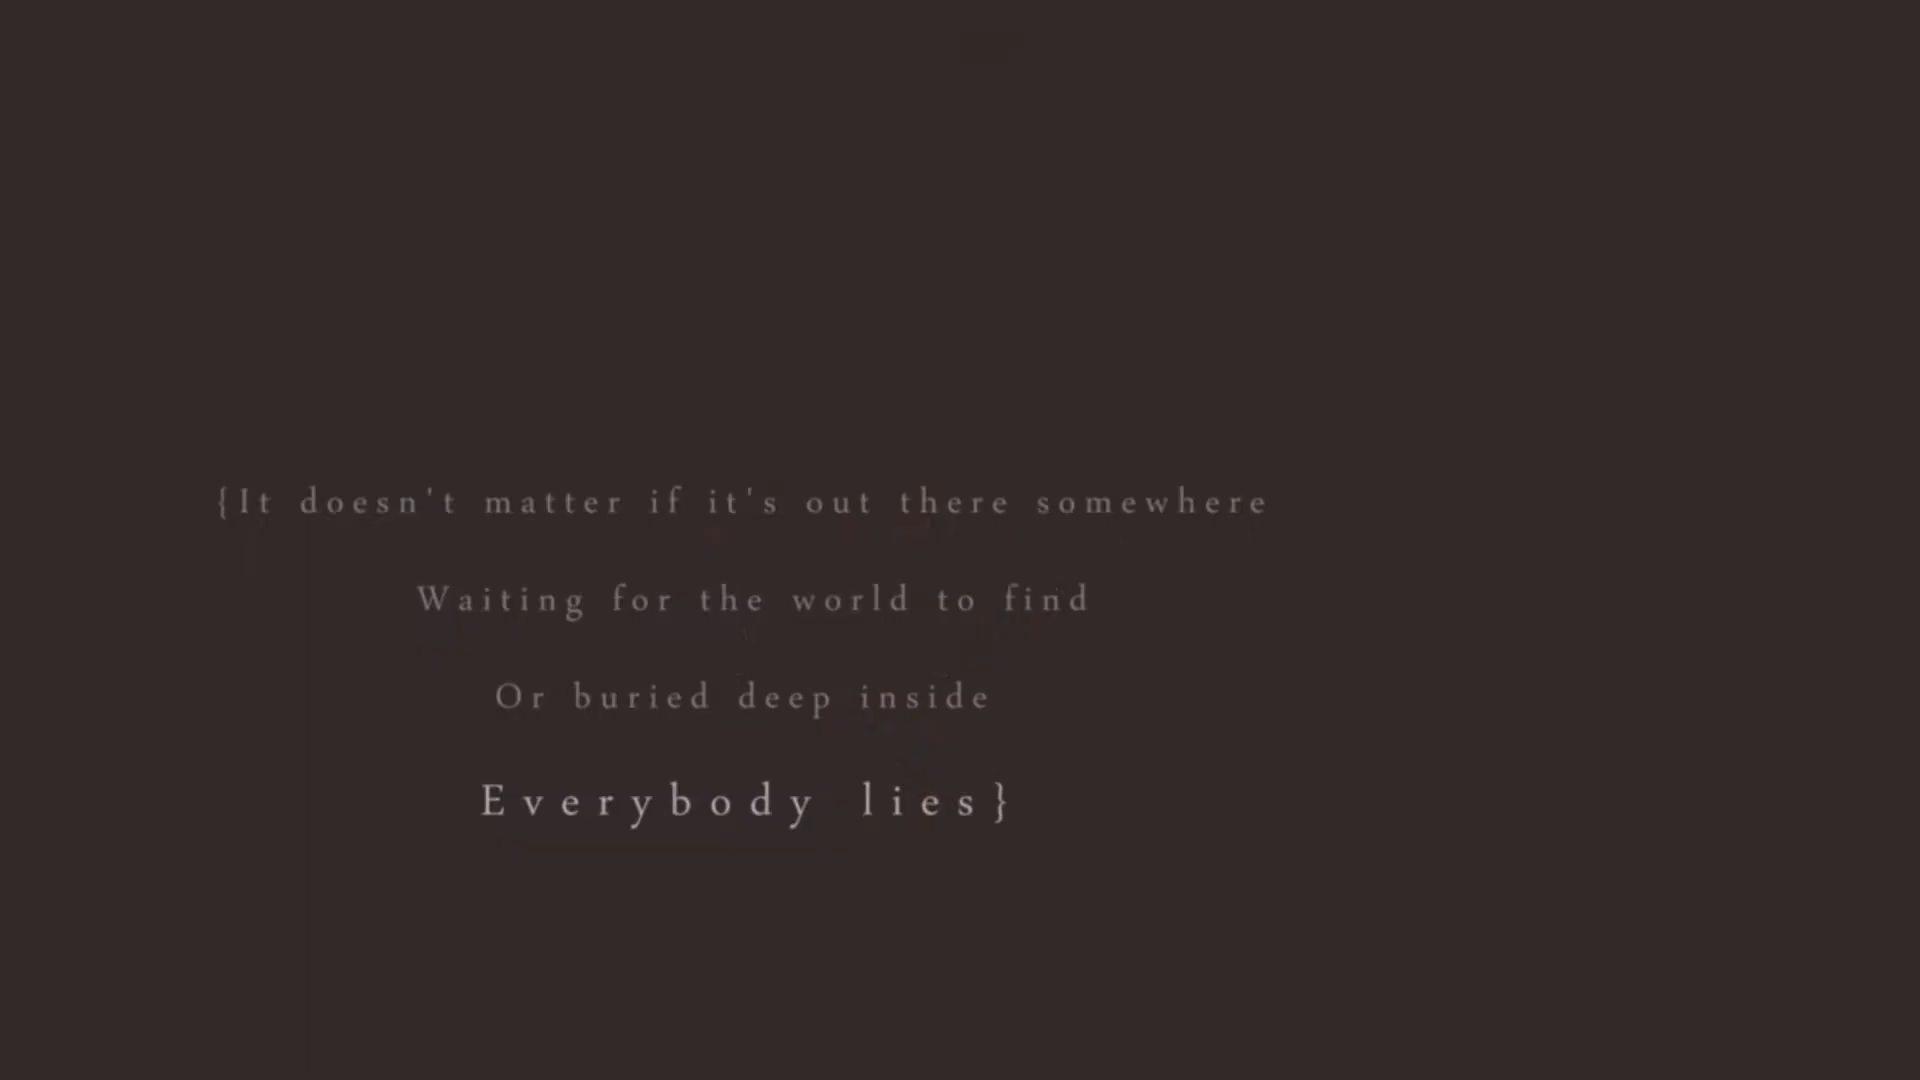 {It doesn't matter if it's out there somewhere
Waiting for the world to find
Or buried deep inside
Everybody lies}